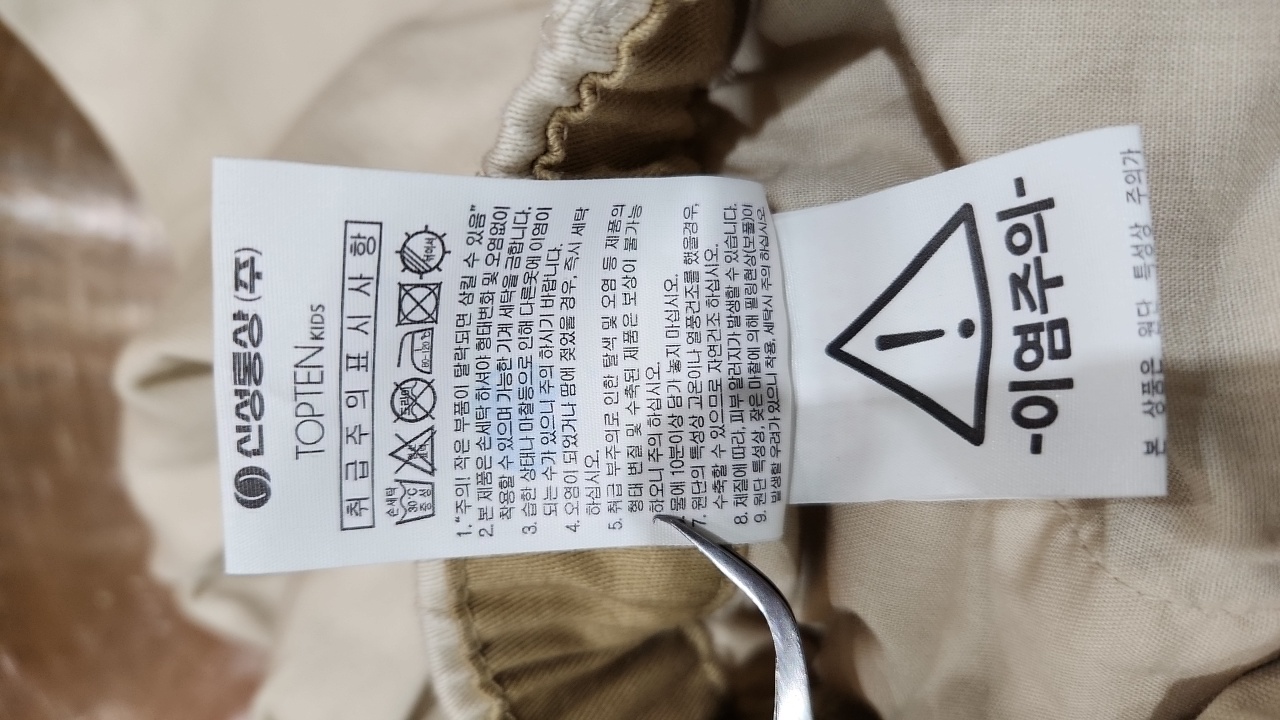 신성통상(주)
TOPTEN KIDS
취급주의표시사항
손세탁
30℃
중성
80-120℃
드라이
뉘어서
1. "주의! 작은 부품이 탈락되면 삼킬 수 있음"
2. 본 제품은 손세탁 하셔야 형태변화 및 오염없이
착용할 수 있으며 가능한 기계 세탁을 금합니다.
3. 습한 상태나 마찰등으로 인해 다른옷에 이염이
되는 수가 있으니 주의 하시기 바랍니다.
4. 오염이 되었거나 땀에 젖었을 경우, 즉시 세탁
하십시오.
5. 취급 부주의로 인한 탈색 및 오염 등 제품의
형태 변질 및 수축된 제품은 보상이 불가능
하오니 주의 하십시오.
물에 10분이상 담가 놓지 마십시오.
7. 원단의 특성상 고온이나 열풍건조를 했을경우,
수축할 수 있으므로 자연건조 하십시오.
8. 체질에 따라, 피부 알러지가 발생할 수 있습니다.
9. 원단 특성상, 잦은 마찰에 의해 필링현상(보풀)이
발생할 우려가 있으니 착용, 세탁시 주의 하십시오
-이염주의-
본 상품은 원단 특성상 주의가